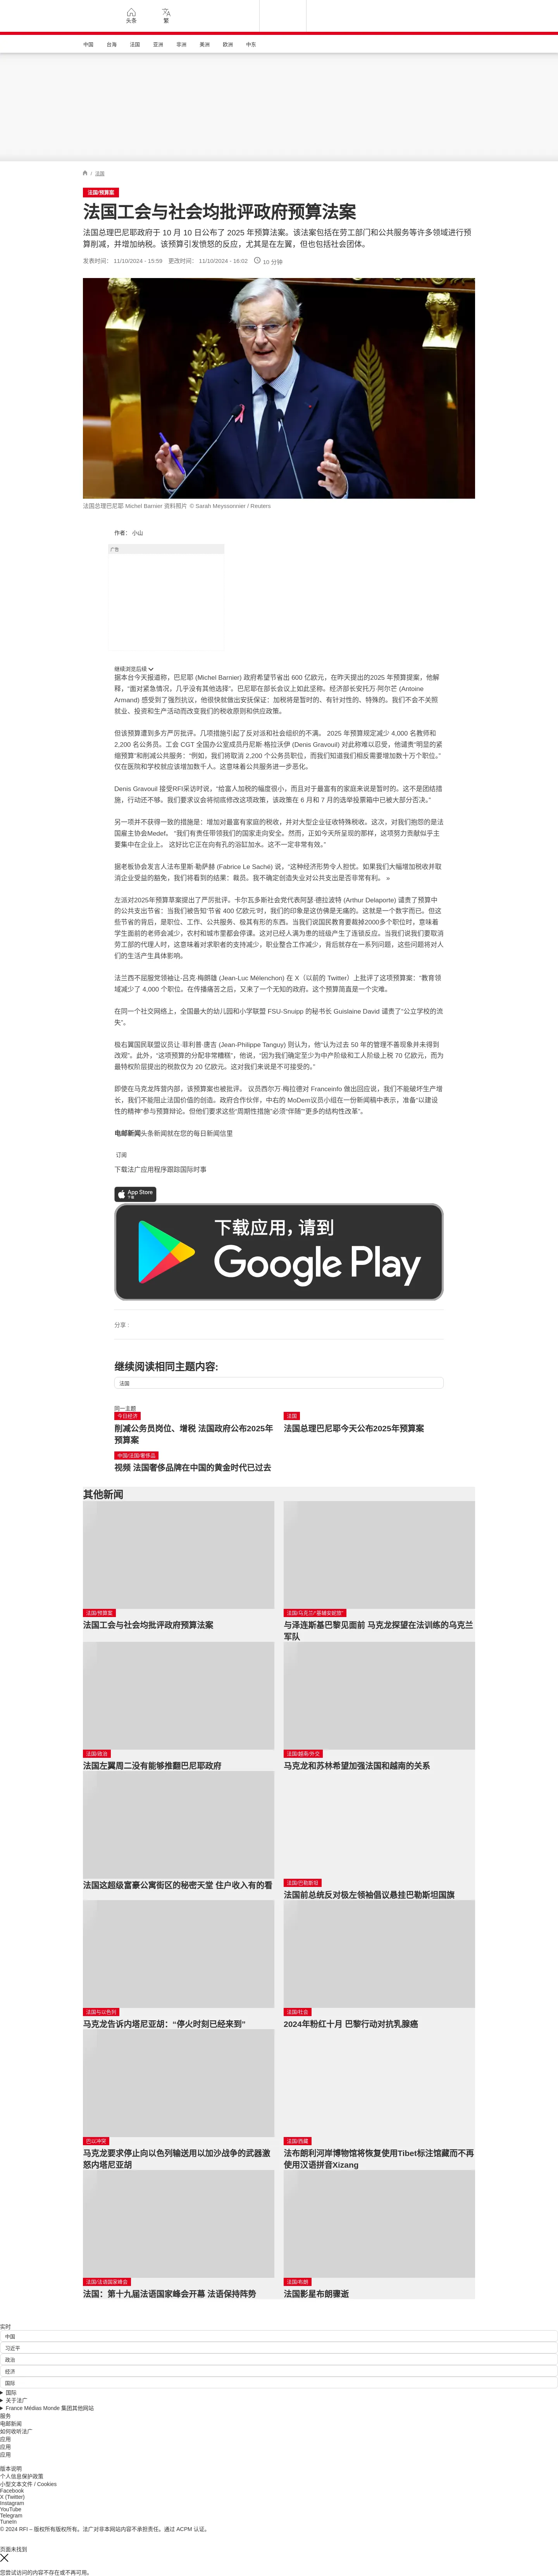 头条
繁
中国 台海 法国 亚洲 非洲 美洲 欧洲 中东
/ 法国
法国/预算案
法国工会与社会均批评政府预算法案
法国总理巴尼耶政府于 10 月 10 日公布了 2025 年预算法案。该法案包括在劳工部门和公共服务等许多领域进行预
算削减，并增加纳税。该预算引发愤怒的反应，尤其是在左翼，但也包括社会团体。
发表时间： 11/10/2024 - 15:59 更改时间： 11/10/2024 - 16:02 10 分钟
法国总理巴尼耶 Michel Barnier 资料照片 © Sarah Meyssonnier / Reuters
作者： 小山
广告
继续浏览后续
据本台今天报道称，巴尼耶 (Michel Barnier) 政府希望节省出 600 亿欧元，在昨天提出的2025 年预算提案，他解
释，“面对紧急情况，几乎没有其他选择”。巴尼耶在部长会议上如此坚称。经济部长安托万·阿尔芒 (Antoine
Armand) 感受到了强烈抗议，他很快就做出安抚保证：加税将是暂时的、有针对性的、特殊的。我们不会不关照
就业、投资和生产活动而改变我们的税收原则和供应政策。
但该预算遭到多方严厉批评。几项措施引起了反对派和社会组织的不满。 2025 年预算规定减少 4,000 名教师和
2,200 名公务员。工会 CGT 全国办公室成员丹尼斯·格拉沃伊 (Denis Gravouil) 对此称难以忍受，他谴责“明显的紧
缩预算”和削减公共服务：“例如，我们将取消 2,200 个公务员职位，而我们知道我们相反需要增加数十万个职位。”
仅在医院和学校就应该增加数千人。这意味着公共服务进一步恶化。
Denis Gravouil 接受RFI采访时说，“给富人加税的幅度很小，而且对于最富有的家庭来说是暂时的。这不是团结措
施，行动还不够。我们要求议会将彻底修改这项政策，该政策在 6 月和 7 月的选举投票箱中已被大部分否决。”
另一项并不获得一致的措施是：增加对最富有家庭的税收，并对大型企业征收特殊税收。这次，对我们抱怨的是法
国雇主协会Medef。 “我们有责任带领我们的国家走向安全。然而，正如今天所呈现的那样，这项努力贡献似乎主
要集中在企业上。 这好比它正在向有孔的浴缸加水。这不一定非常有效。”
据老板协会发言人法布里斯·勒萨赫 (Fabrice Le Saché) 说，“这种经济形势令人担忧。如果我们大幅增加税收并取
消企业受益的豁免，我们将看到的结果：裁员。我不确定创造失业对公共支出是否非常有利。 »
左派对2025年预算草案提出了严厉批评。卡尔瓦多斯社会党代表阿瑟·德拉波特 (Arthur Delaporte) 谴责了预算中
的公共支出节省：当我们被告知‘节省 400 亿欧元’时，我们的印象是这仿佛是无痛的。这就是一个数字而已。但这
些节省的背后，是职位、工作、公共服务、极其有形的东西。当我们说国民教育要裁掉2000多个职位时，意味着
学生面前的老师会减少，农村和城市里都会停课。这对已经人满为患的班级产生了连锁反应。当我们说我们要取消
劳工部的代理人时，这意味着对求职者的支持减少，职业整合工作减少，背后就存在一系列问题，这些问题将对人
们的生活产生具体影响。
法兰西不屈服党领袖让-吕克·梅朗雄 (Jean-Luc Mélenchon) 在 X（以前的 Twitter）上批评了这项预算案：“教育领
域减少了 4,000 个职位。在传播痛苦之后，又来了一个无知的政府。这个预算简直是一个灾难。
在同一个社交网络上，全国最大的幼儿园和小学联盟 FSU-Snuipp 的秘书长 Guislaine David 谴责了“公立学校的流
失”。
极右翼国民联盟议员让·菲利普·唐吉 (Jean-Philippe Tanguy) 则认为，他“认为过去 50 年的管理不善现象并未得到
改观”。此外，“这项预算的分配非常糟糕”，他说，“因为我们确定至少为中产阶级和工人阶级上税 70 亿欧元，而为
最特权阶层提出的税款仅为 20 亿欧元。这对我们来说是不可接受的。”
即使在马克龙阵营内部，该预算案也被批评。 议员西尔万·梅拉德对 Franceinfo 做出回应说，我们不能破坏生产增
长，我们不能阻止法国价值的创造。政府合作伙伴，中右的 MoDem议员小组在一份新闻稿中表示，准备“以建设
性的精神”参与预算辩论。但他们要求这些“周期性措施”必须“伴随”“更多的结构性改革”。
电邮新闻头条新闻就在您的每日新闻信里
订阅
下载法广应用程序跟踪国际时事
App Store
下载
下载应用，请到
Google Play
分享 :
继续阅读相同主题内容:
法国
同一主题
今日经济
削减公务员岗位、增税 法国政府公布2025年
预算案
法国
法国总理巴尼耶今天公布2025年预算案
中国/法国/奢侈品
视频 法国奢侈品牌在中国的黄金时代已过去
其他新闻
法国/预算案
法国工会与社会均批评政府预算法案
法国/马克兰/“基辅安妮旅”
与泽连斯基巴黎见面前 马克龙探望在法训练的乌克兰
军队
法国/政治
法国左翼周二没有能够推翻巴尼耶政府
法国/越南/外交
马克龙和苏林希望加强法国和越南的关系
法国这超级富豪公寓街区的秘密天堂 住户收入有的看
法国/巴勒斯坦
法国前总统反对极左领袖倡议悬挂巴勒斯坦国旗
法国与以色列
马克龙告诉内塔尼亚胡：“停火时刻已经来到”
法国/社会
2024年粉红十月 巴黎行动对抗乳腺癌
巴以冲突
马克龙要求停止向以色列输送用以加沙战争的武器激
怒内塔尼亚胡
法国/西藏
法布朗利河岸博物馆将恢复使用Tibet标注馆藏而不再
使用汉语拼音Xizang
法国/法语国家峰会
法国：第十九届法语国家峰会开幕 法语保持阵势
法国/布朗
法国影星布朗骤逝
实时
中国
习近平
政治
经济
国际
国际
关于法广
France Médias Monde 集团其他网站
服务
电邮新闻
如何收听法广
应用
应用
应用
版本说明
个人信息保护政策
小型文本文件 / Cookies
Facebook
X (Twitter)
Instagram
YouTube
Telegram
TuneIn
© 2024 RFI – 版权所有版权所有。法广对非本网站内容不承担责任。通过 ACPM 认证。
页面未找到
您尝试访问的内容不存在或不再可用。